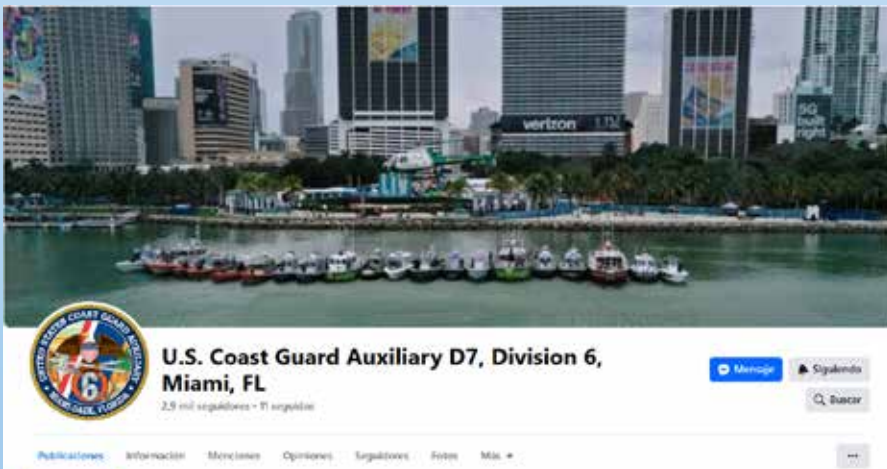 verizon
5G
built
right
UNITED STATES COAST GUARD AUXILIARY
6
MIAMI-DADE, FLORIDA
U.S. Coast Guard Auxiliary D7, Division 6,
Miami, FL
2,9 mil seguidores • 11 seguidos
Mensaje
Siguiendo
Buscar
Publicaciones Información Menciones Opiniones Seguidores Fotos Más